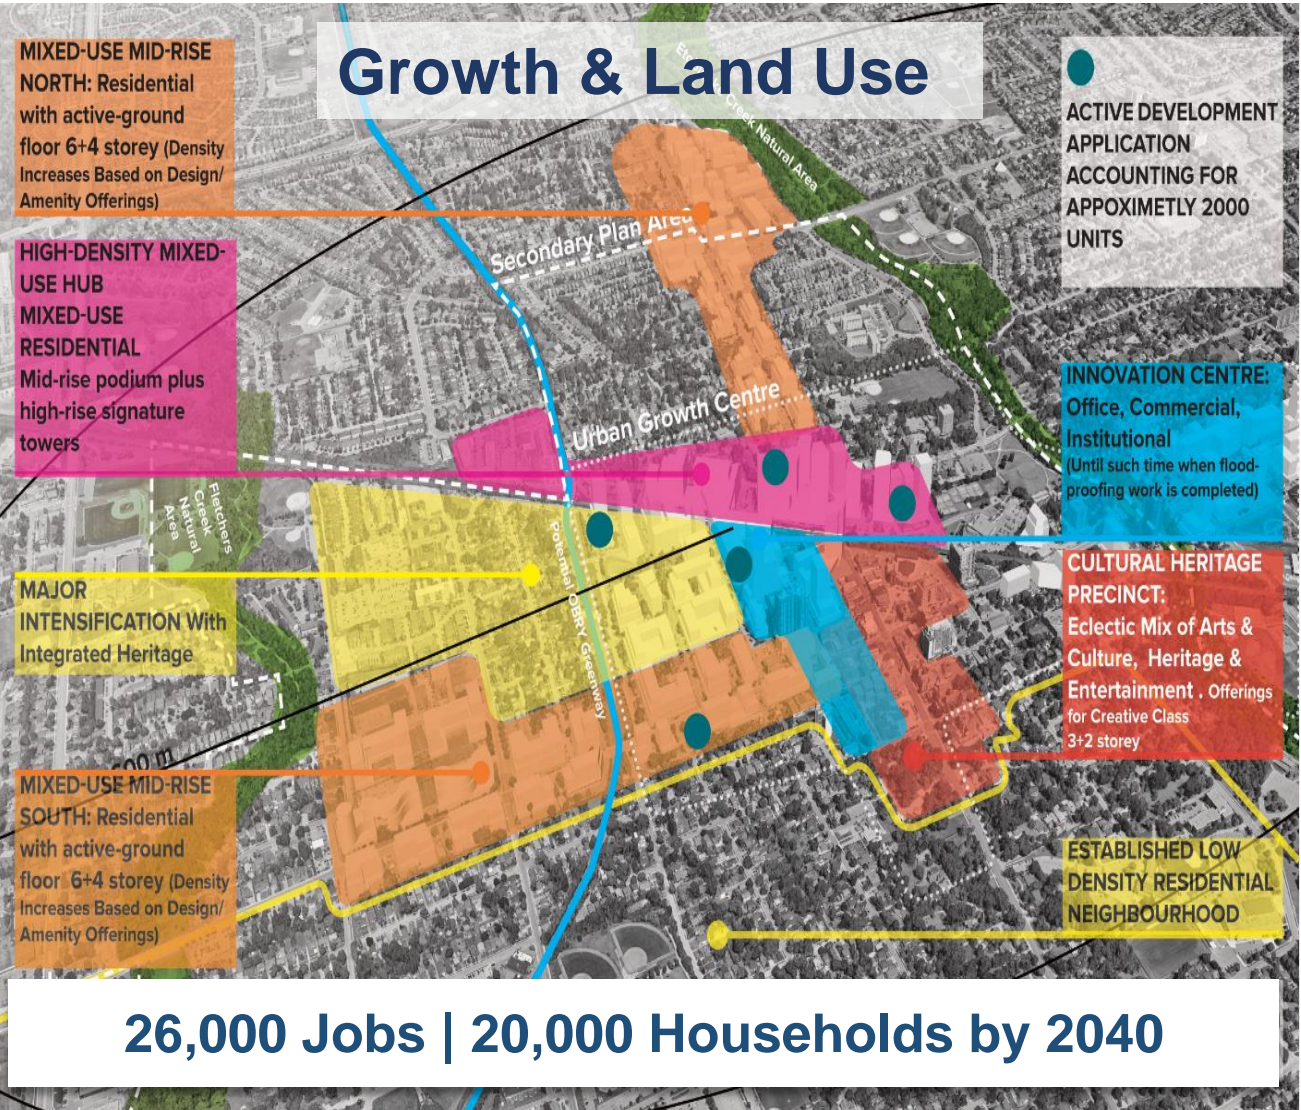 Growth & Land Use
MIXED-USE MID-RISE
NORTH: Residential
with active-ground
floor 6+4 storey (Density
Increases Based on Design/
Amenity Offerings)
HIGH-DENSITY MIXED-
USE HUB
MIXED-USE
RESIDENTIAL
Mid-rise podium plus
high-rise signature
towers
MAJOR
INTENSIFICATION With
Integrated Heritage
MIXED-USE MID-RISE
SOUTH: Residential
with active-ground
floor 6+4 storey (Density
Increases Based on Design/
Amenity Offerings)
Creek Natural Area
Secondary Plan Area
Urban Growth Centre
Fletchers
Creek
Natural
Area
Potential OBRY Greenway
ACTIVE DEVELOPMENT
APPLICATION
ACCOUNTING FOR
APPOXIMETLY 2000
UNITS
INNOVATION CENTRE:
Office, Commercial,
Institutional
(Until such time when flood-
proofing work is completed)
CULTURAL HERITAGE
PRECINCT:
Eclectic Mix of Arts &
Culture, Heritage &
Entertainment . Offerings
for Creative Class
3+2 storey
ESTABLISHED LOW
DENSITY RESIDENTIAL
NEIGHBOURHOOD
26,000 Jobs | 20,000 Households by 2040